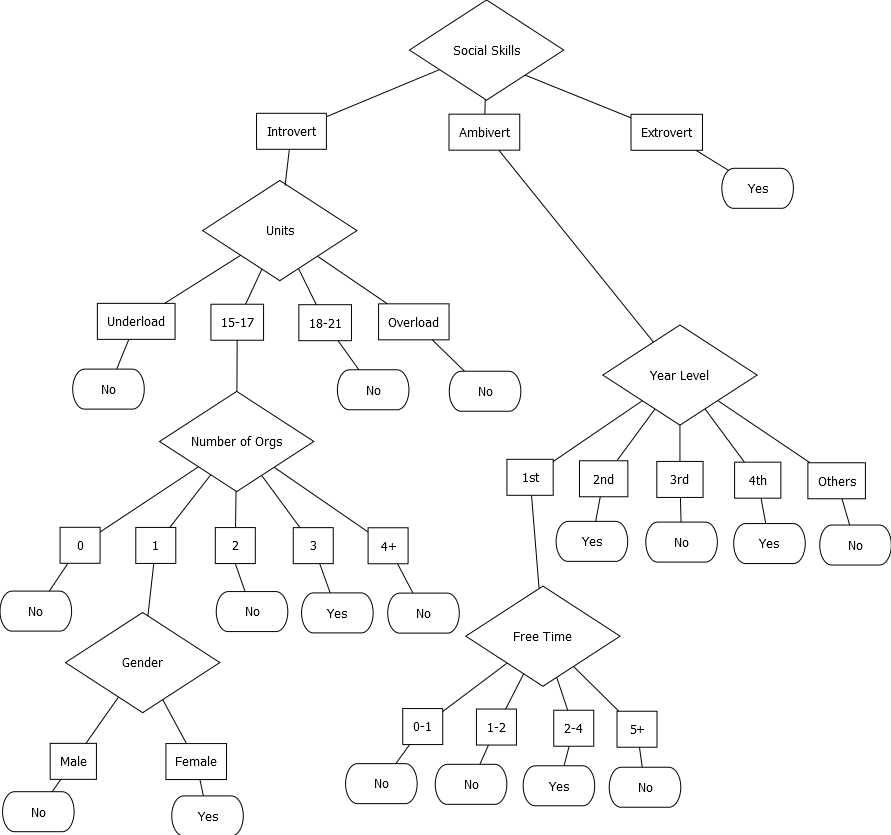 Social Skills
Introvert
Ambivert
Extrovert
Yes
Units
Underload
15-17
18-21
Overload
No
No
No
Year Level
Number of Orgs
1st
2nd
3rd
4th
Others
Yes
No
Yes
No
0
1
2
3
4+
No
No
Yes
No
Free Time
Gender
0-1
1-2
2-4
5+
Male
Female
No
No
Yes
No
No
Yes